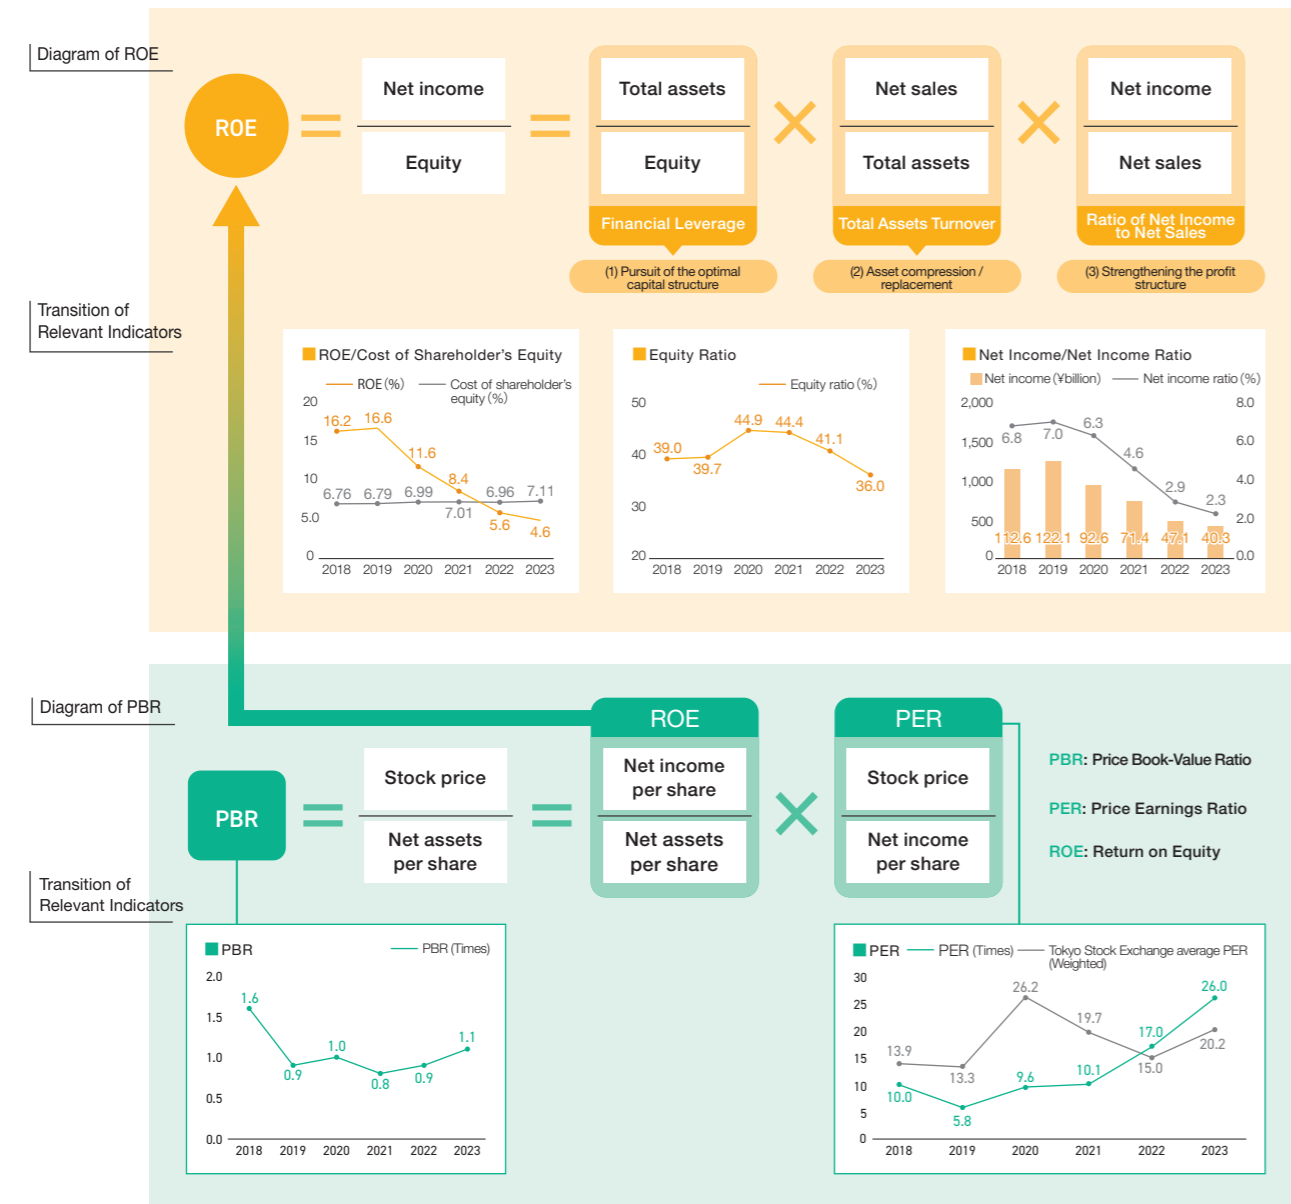 Diagram of ROE
ROE
=
Net income
Equity
=
Total assets
Equity
Financial Leverage
(1) Pursuit of the optimal
capital structure
×
Net sales
Total assets
Total Assets Turnover
(2) Asset compression /
replacement
×
Net income
Net sales
Ratio of Net Income
to Net Sales
(3) Strengthening the profit
structure
Transition of
Relevant Indicators
ROE/Cost of Shareholder's Equity
ROE (%)
Cost of shareholder's
equity (%)
20
15
10
5.0
0
16.2
16.6
11.6
8.4
5.6
4.6
6.76
6.79
6.99
7.01
6.96
7.11
2018 2019 2020 2021 2022 2023
Equity Ratio
Equity ratio (%)
50
40
30
20
39.0
39.7
44.9
44.4
41.1
36.0
2018 2019 2020 2021 2022 2023
Net Income/Net Income Ratio
Net income (¥billion)
Net income ratio (%)
2,000
1,500
1,000
500
0
8.0
6.0
4.0
2.0
0.0
6.8
7.0
6.3
4.6
2.9
2.3
112.6 122.1 92.6 71.4 47.1 40.3
2018 2019 2020 2021 2022 2023
Diagram of PBR
PBR
=
Stock price
Net assets
per share
=
ROE
Net income
per share
Net assets
per share
×
PER
Stock price
Net income
per share
PBR: Price Book-Value Ratio
PER: Price Earnings Ratio
ROE: Return on Equity
Transition of
Relevant Indicators
PBR
PBR (Times)
2.0
1.5
1.0
0.5
0.0
1.6
0.9
1.0
0.8
0.9
1.1
2018 2019 2020 2021 2022 2023
PER
PER (Times)
Tokyo Stock Exchange average PER
(Weighted)
30
25
20
15
10
5
0
13.9
13.3
26.2
19.7
15.0
20.2
10.0
5.8
9.6
10.1
17.0
26.0
2018 2019 2020 2021 2022 2023